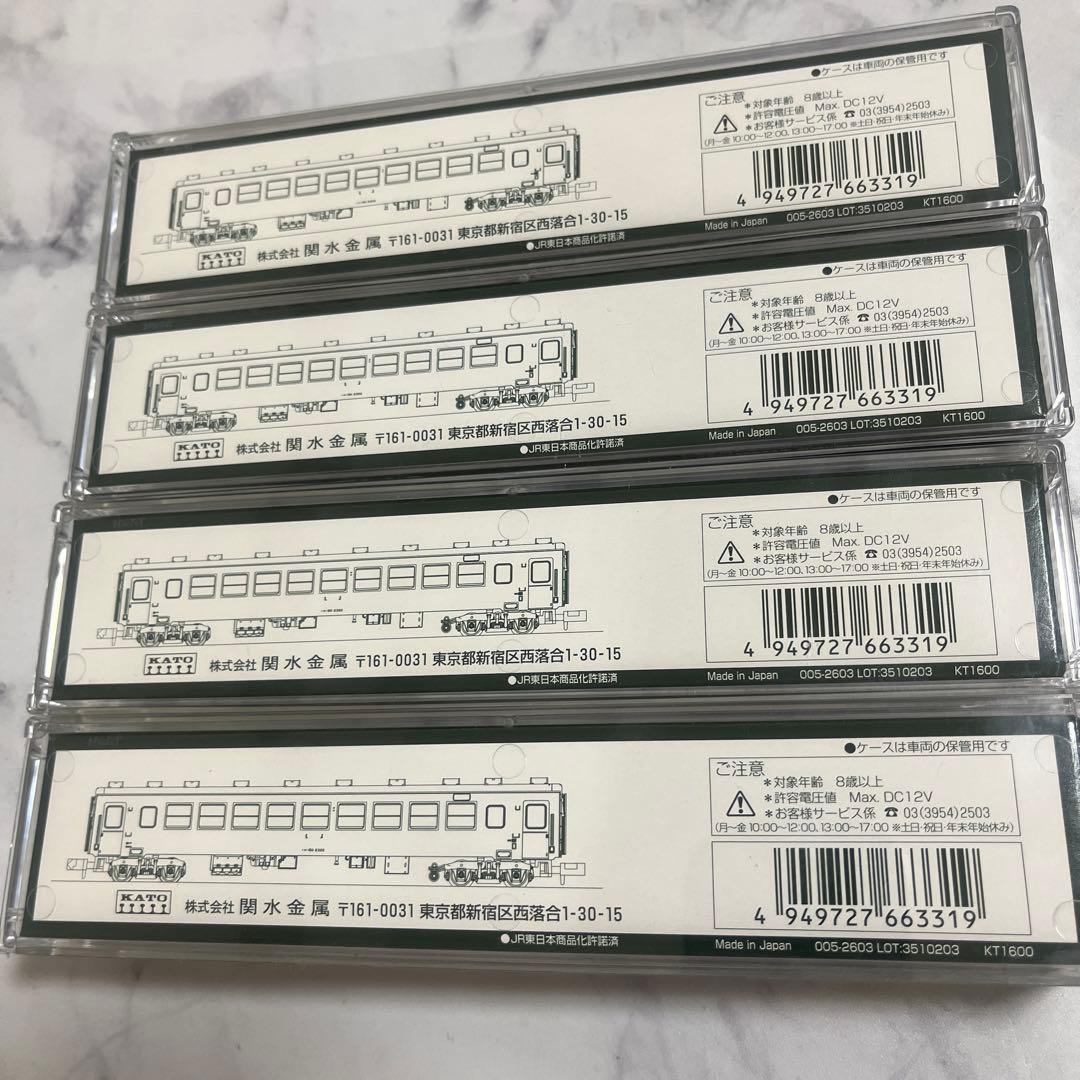 ●ケースは車両の保管用です
ご注意
＊対象年齢 8歳以上
＊許容電圧値 Max. DC12V
＊お客様サービス係 ☎ 03(3954)2503
(月～金 10:00～12:00, 13:00～17:00 ※土日・祝日・年末年始休み)
4 949727 663319
KATO 株式会社 関水金属 〒161-0031 東京都新宿区西落合1-30-15
●JR東日本商品化許諾済
Made in Japan 005-2603 LOT:3510203 KT1600
●ケースは車両の保管用です
ご注意
＊対象年齢 8歳以上
＊許容電圧値 Max. DC12V
＊お客様サービス係 ☎ 03(3954)2503
(月～金 10:00～12:00, 13:00～17:00 ※土日・祝日・年末年始休み)
4 949727 663319
KATO 株式会社 関水金属 〒161-0031 東京都新宿区西落合1-30-15
●JR東日本商品化許諾済
Made in Japan 005-2603 LOT:3510203 KT1600
●ケースは車両の保管用です
ご注意
＊対象年齢 8歳以上
＊許容電圧値 Max. DC12V
＊お客様サービス係 ☎ 03(3954)2503
(月～金 10:00～12:00, 13:00～17:00 ※土日・祝日・年末年始休み)
4 949727 663319
KATO 株式会社 関水金属 〒161-0031 東京都新宿区西落合1-30-15
●JR東日本商品化許諾済
Made in Japan 005-2603 LOT:3510203 KT1600
●ケースは車両の保管用です
ご注意
＊対象年齢 8歳以上
＊許容電圧値 Max. DC12V
＊お客様サービス係 ☎ 03(3954)2503
(月～金 10:00～12:00, 13:00～17:00 ※土日・祝日・年末年始休み)
4 949727 663319
KATO 株式会社 関水金属 〒161-0031 東京都新宿区西落合1-30-15
●JR東日本商品化許諾済
Made in Japan 005-2603 LOT:3510203 KT1600